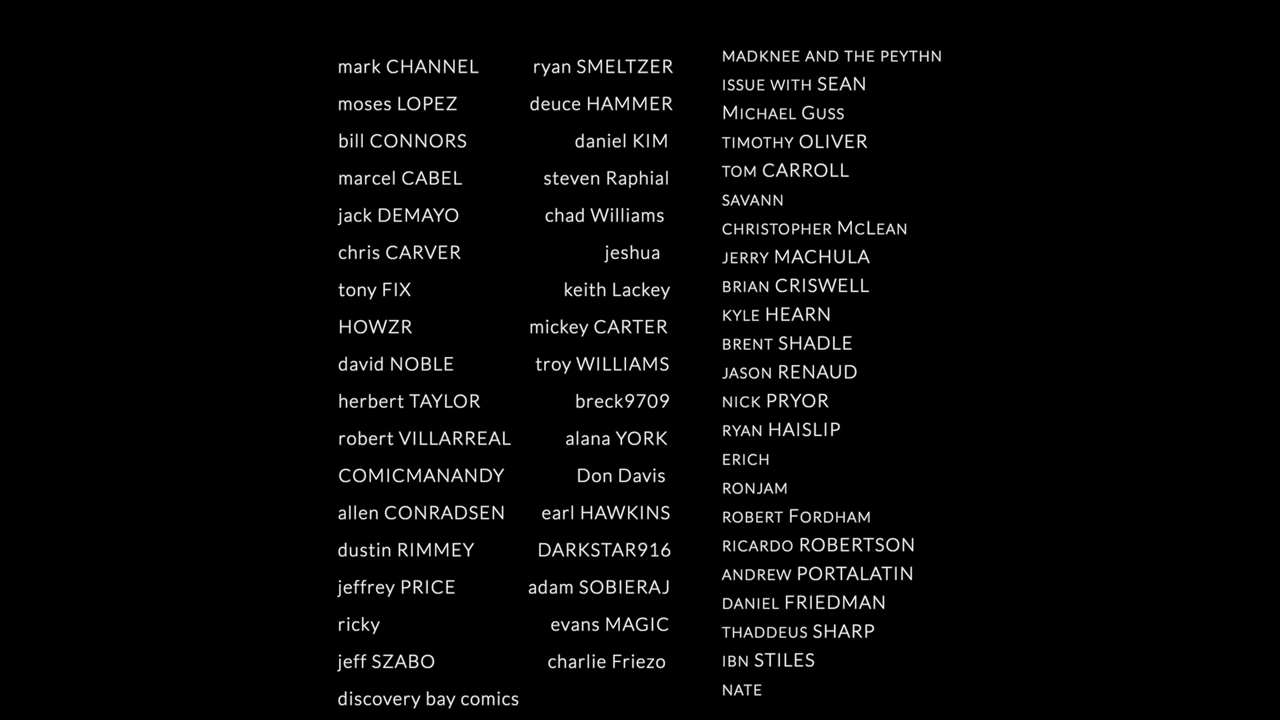 mark CHANNEL
moses LOPEZ
bill CONNORS
marcel CABEL
jack DEMAYO
chris CARVER
tony FIX
HOWZR
david NOBLE
herbert TAYLOR
robert VILLARREAL
COMICMANANDY
allen CONRADSEN
dustin RIMMEY
jeffrey PRICE
ricky
jeff SZABO
discovery bay comics
ryan SMELTZER
deuce HAMMER
daniel KIM
steven Raphial
chad Williams
jeshua
keith Lackey
mickey CARTER
troy WILLIAMS
breck9709
alana YORK
Don Davis
earl HAWKINS
DARKSTAR916
adam SOBIERAJ
evans MAGIC
charlie Friezo
MADKNEE AND THE PEYTHN
ISSUE WITH SEAN
MICHAEL GUSS
TIMOTHY OLIVER
TOM CARROLL
SAVANN
CHRISTOPHER MCLEAN
JERRY MACHULA
BRIAN CRISWELL
KYLE HEARN
BRENT SHADLE
JASON RENAUD
NICK PRYOR
RYAN HAISLIP
ERICH
RONJAM
ROBERT FORDHAM
RICARDO ROBERTSON
ANDREW PORTALATIN
DANIEL FRIEDMAN
THADDEUS SHARP
IBN STILES
NATE